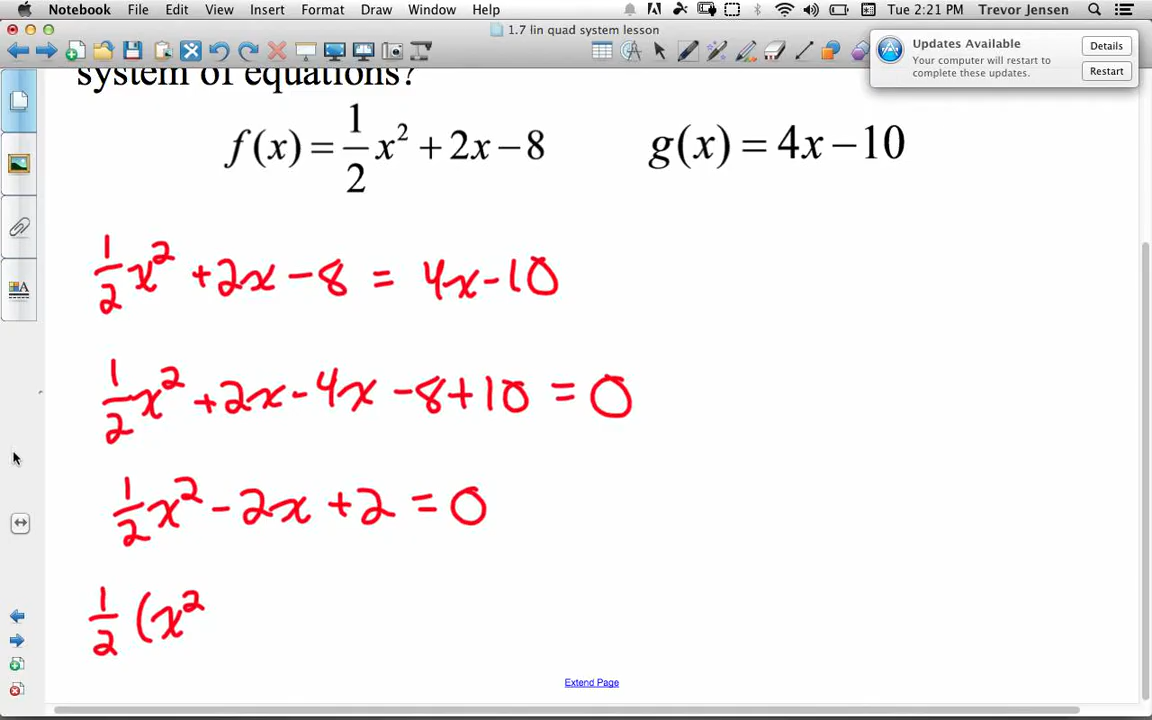 Notebook File Edit View Insert Format Draw Window Help Tue 2:21 PM Trevor Jensen
1.7 lin quad system lesson
Updates Available
Your computer will restart to complete these updates.
Details
Restart
system of equations?
f(x) = 1/2 x² + 2x − 8 g(x) = 4x − 10
1/2 x² + 2x − 8 = 4x − 10
1/2 x² + 2x − 4x − 8 + 10 = 0
1/2 x² − 2x + 2 = 0
1/2 (x²
Extend Page